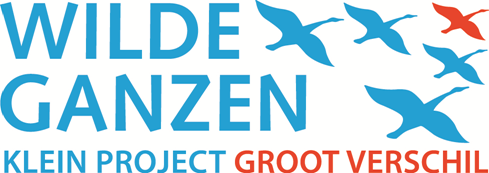 WILDE
GANZEN
KLEIN PROJECT GROOT VERSCHIL